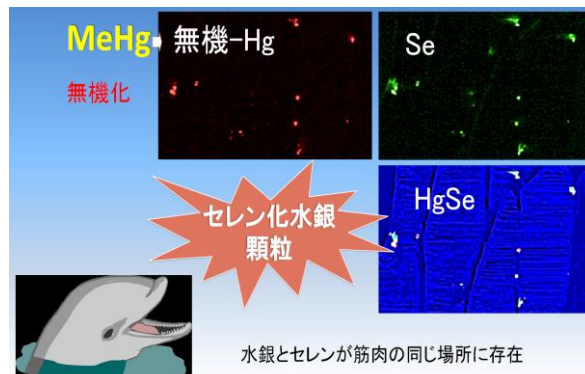 MeHg
無機-Hg
Se
無機化
セレン化水銀
顆粒
HgSe
水銀とセレンが筋肉の同じ場所に存在